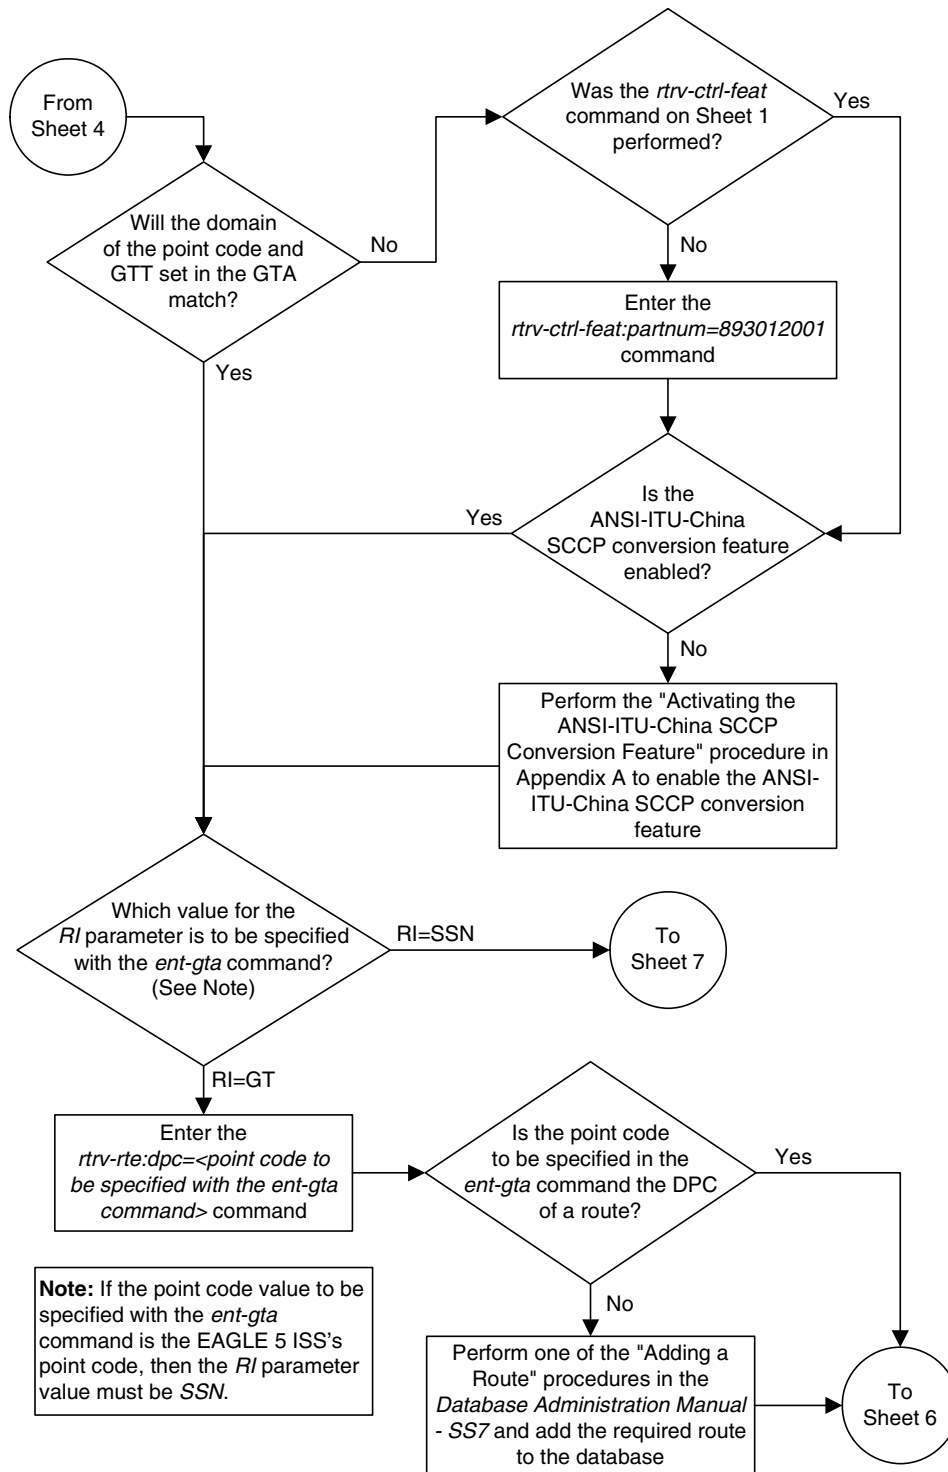 From
Sheet 4
Was the rtrv-ctrl-feat
command on Sheet 1
performed?
Yes
Will the domain
of the point code and
GTT set in the GTA
match?
No
No
Yes
Enter the
rtrv-ctrl-feat:partnum=893012001
command
Is the
ANSI-ITU-China
SCCP conversion feature
enabled?
Yes
No
Perform the "Activating the
ANSI-ITU-China SCCP
Conversion Feature" procedure in
Appendix A to enable the ANSI-
ITU-China SCCP conversion
feature
Which value for the
RI parameter is to be specified
with the ent-gta command?
(See Note)
RI=SSN
To
Sheet 7
RI=GT
Enter the
rtrv-rte:dpc=<point code to
be specified with the ent-gta
command> command
Is the point code
to be specified in the
ent-gta command the DPC
of a route?
Yes
No
Note: If the point code value to be
specified with the ent-gta
command is the EAGLE 5 ISS's
point code, then the RI parameter
value must be SSN.
Perform one of the "Adding a
Route" procedures in the
Database Administration Manual
- SS7 and add the required route
to the database
To
Sheet 6